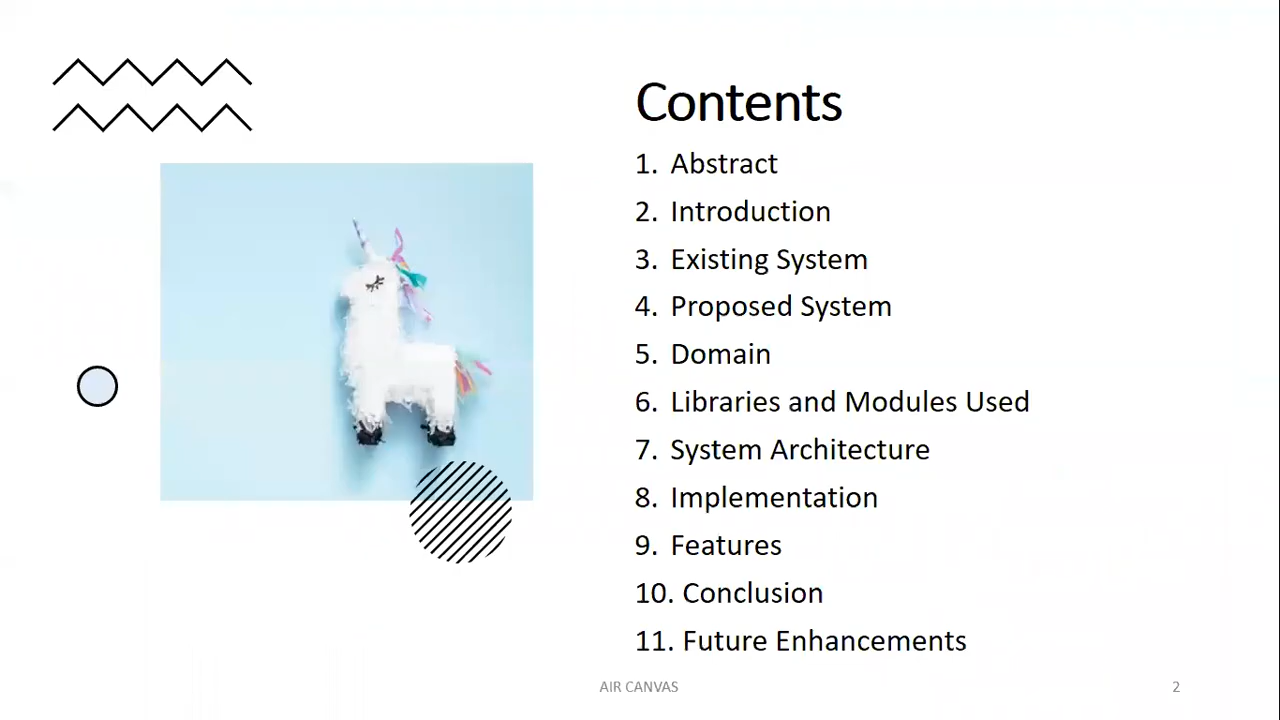 Contents
1. Abstract
2. Introduction
3. Existing System
4. Proposed System
5. Domain
6. Libraries and Modules Used
7. System Architecture
8. Implementation
9. Features
10. Conclusion
11. Future Enhancements
AIR CANVAS
2